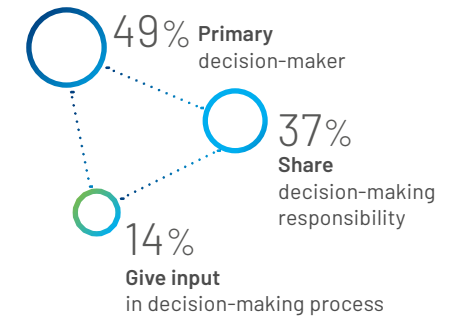 49% Primary
decision-maker
37%
Share
decision-making
responsibility
14%
Give input
in decision-making process